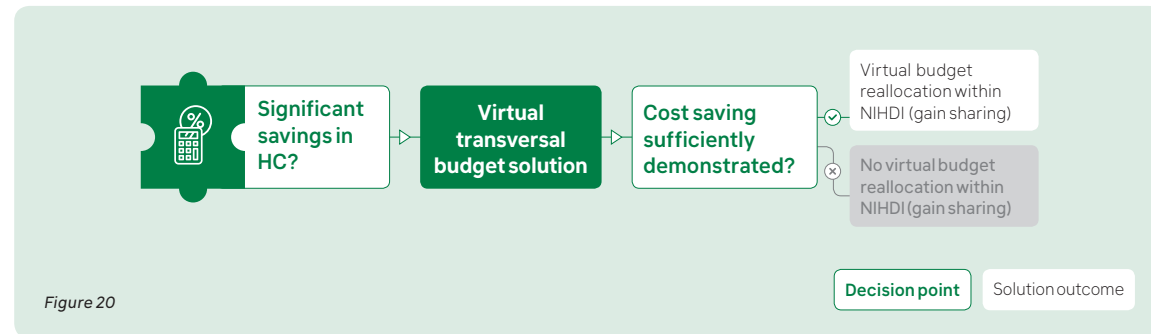 Significant
savings in
HC?
Virtual
transversal
budget solution
Cost saving
sufficiently
demonstrated?
Virtual budget
reallocation within
NIHDI (gain sharing)
No virtual budget
reallocation within
NIHDI (gain sharing)
Figure 20
Decision point
Solution outcome
%